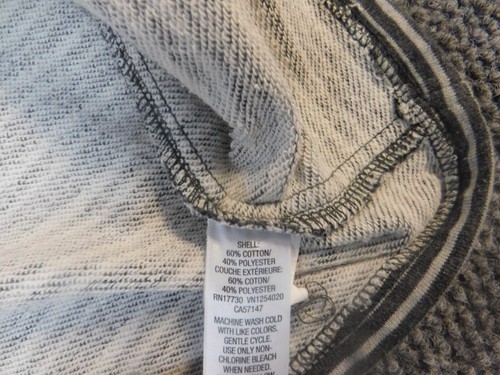 SHELL:
60% COTTON/
40% POLYESTER
COUCHE EXTÉRIEURE:
60% COTON/
40% POLYESTER
RN17730 VN1254020
CA57147
MACHINE WASH COLD
WITH LIKE COLORS.
GENTLE CYCLE.
USE ONLY NON-
CHLORINE BLEACH
WHEN NEEDED.